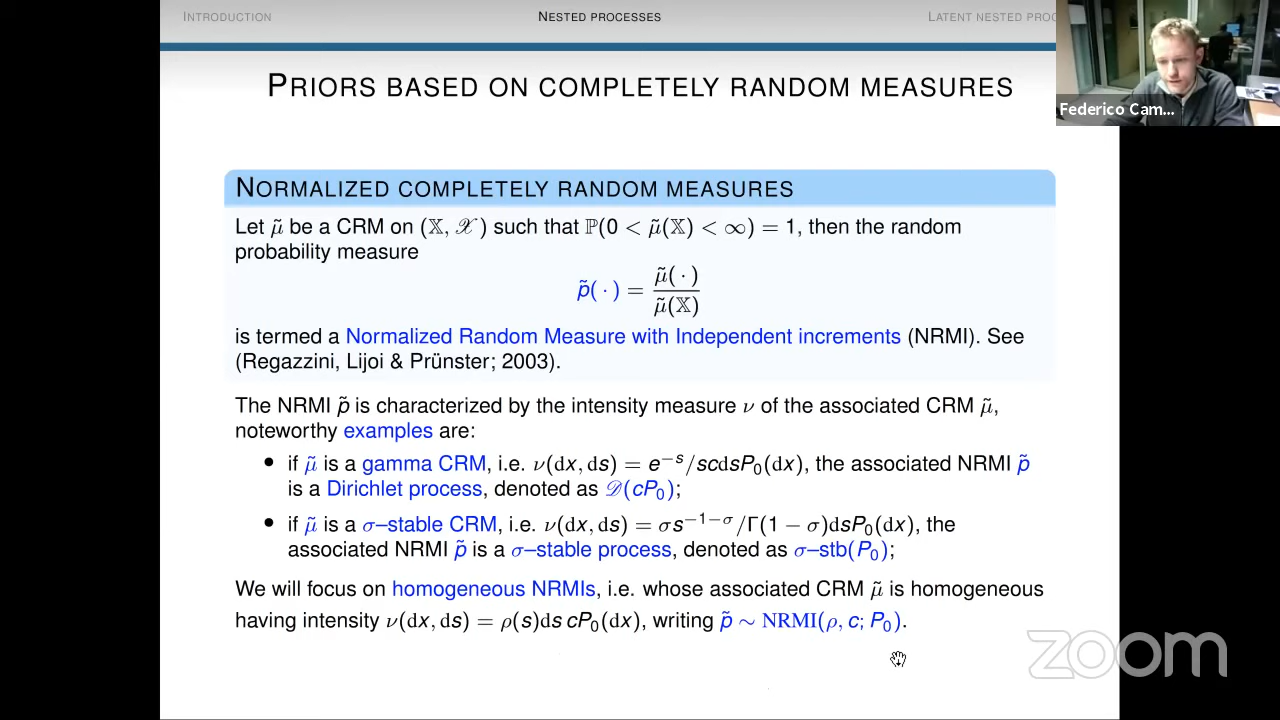 INTRODUCTION NESTED PROCESSES LATENT NESTED PROC
PRIORS BASED ON COMPLETELY RANDOM MEASURES
Federico Cam...
NORMALIZED COMPLETELY RANDOM MEASURES
Let μ̃ be a CRM on (𝕏, 𝒳) such that ℙ(0 < μ̃(𝕏) < ∞) = 1, then the random
probability measure
p̃(·) = μ̃(·) / μ̃(𝕏)
is termed a Normalized Random Measure with Independent increments (NRMI). See
(Regazzini, Lijoi & Prünster; 2003).
The NRMI p̃ is characterized by the intensity measure ν of the associated CRM μ̃,
noteworthy examples are:
• if μ̃ is a gamma CRM, i.e. ν(dx, ds) = e⁻ˢ/scdsP₀(dx), the associated NRMI p̃
is a Dirichlet process, denoted as 𝒟(cP₀);
• if μ̃ is a σ–stable CRM, i.e. ν(dx, ds) = σs^{−1−σ}/Γ(1 − σ)dsP₀(dx), the
associated NRMI p̃ is a σ–stable process, denoted as σ–stb(P₀);
We will focus on homogeneous NRMIs, i.e. whose associated CRM μ̃ is homogeneous
having intensity ν(dx, ds) = ρ(s)ds cP₀(dx), writing p̃ ∼ NRMI(ρ, c; P₀).
zoom